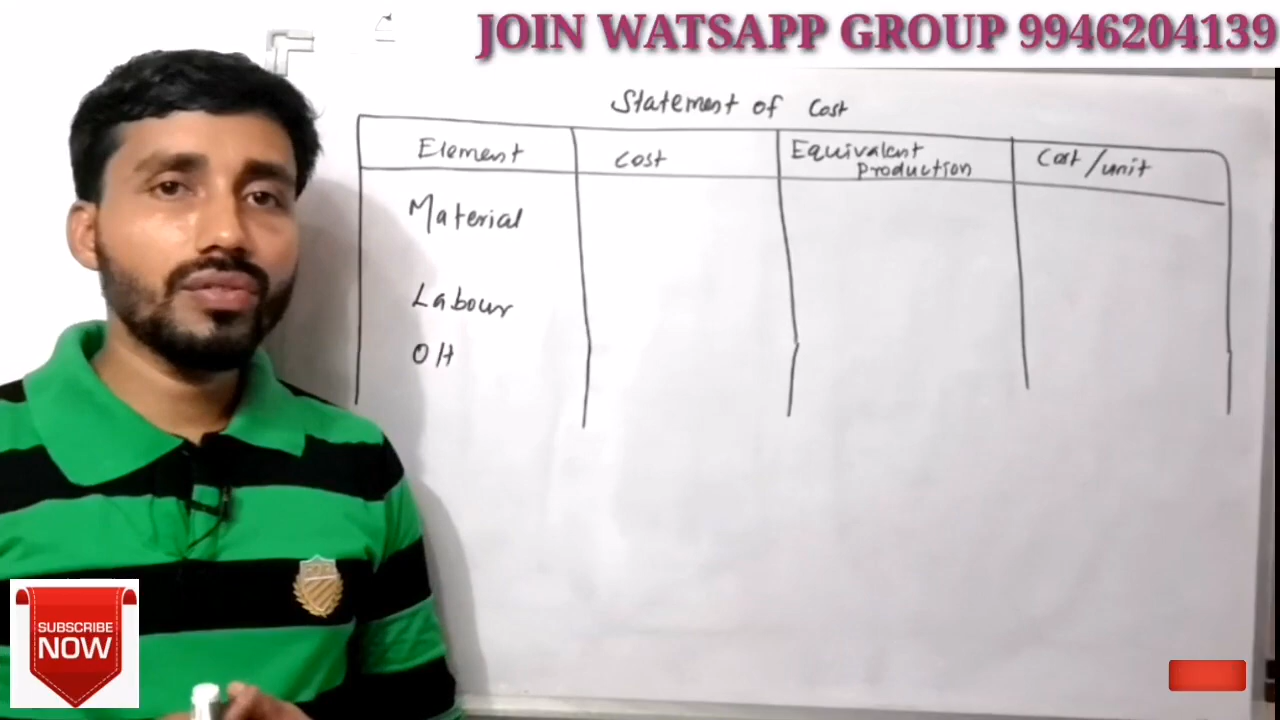 JOIN WATSAPP GROUP 9946204139
Statement of Cost
Element
Cost
Equivalent
Production
Cost/unit
Material
Labour
OH
SUBSCRIBE
NOW